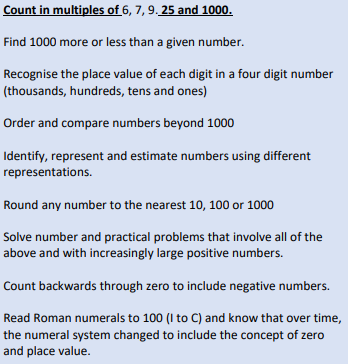 Count in multiples of 6, 7, 9. 25 and 1000.
Find 1000 more or less than a given number.
Recognise the place value of each digit in a four digit number
(thousands, hundreds, tens and ones)
Order and compare numbers beyond 1000
Identify, represent and estimate numbers using different
representations.
Round any number to the nearest 10, 100 or 1000
Solve number and practical problems that involve all of the
above and with increasingly large positive numbers.
Count backwards through zero to include negative numbers.
Read Roman numerals to 100 (I to C) and know that over time,
the numeral system changed to include the concept of zero
and place value.